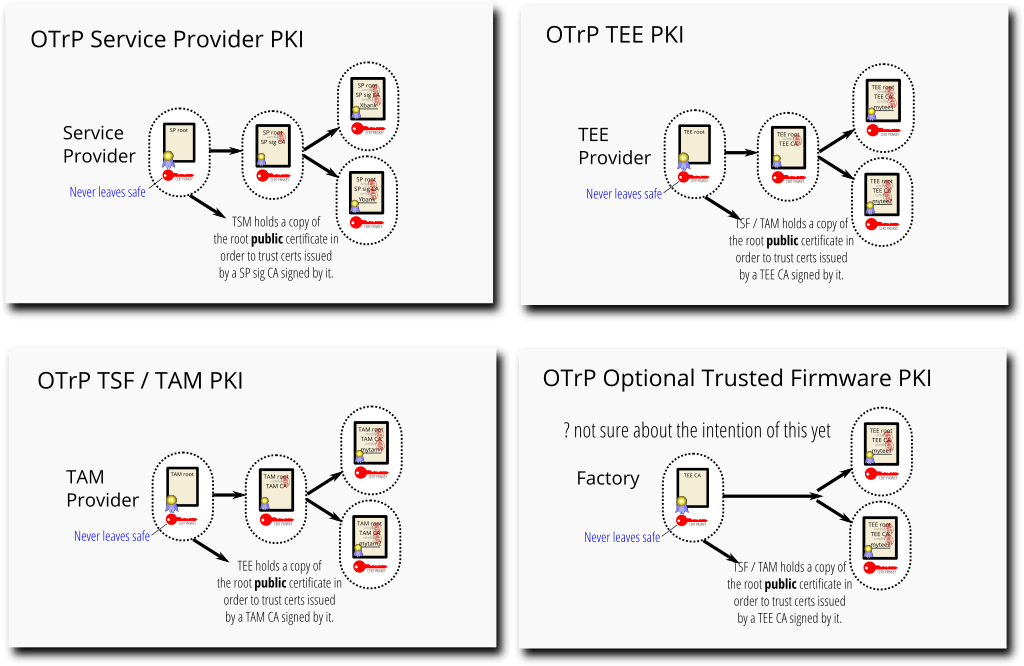 OTrP Service Provider PKI
Service
Provider
SP root
Never leaves safe
SP root
SP sig CA
SP root
SP sig CA
Xbank
SP root
SP sig CA
Ybank
TSM holds a copy of
the root public certificate in
order to trust certs issued
by a SP sig CA signed by it.
OTrP TEE PKI
TEE
Provider
TEE root
Never leaves safe
TEE root
TEE CA
TEE root
TEE CA
mytee1
TEE root
TEE CA
TSF / TAM holds a copy of
the root public certificate in
order to trust certs issued
by a TEE CA signed by it.
OTrP TSF / TAM PKI
TAM
Provider
TAM root
Never leaves safe
TAM root
TAM CA
TAM root
TAM CA
TAM root
TAM CA
TEE holds a copy of
the root public certificate in
order to trust certs issued
by a TAM CA signed by it.
OTrP Optional Trusted Firmware PKI
? not sure about the intention of this yet
Factory
TEE CA
CERT PRIVKEY
Never leaves safe
TEE root
TEE CA
mytee1
TEE root
TEE CA
TSF / TAM holds a copy of
the root public certificate in
order to trust certs issued
by a TEE CA signed by it.